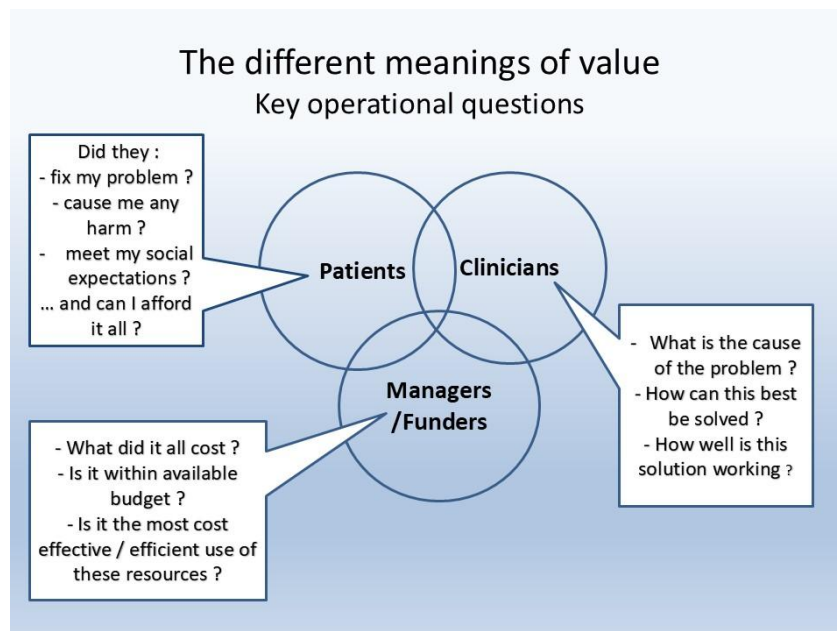 The different meanings of value
Key operational questions
Did they :
- fix my problem ?
- cause me any
harm ?
- meet my social
expectations ?
... and can I afford
it all ?
Patients
Clinicians
Managers
/Funders
- What is the cause
of the problem ?
- How can this best
be solved ?
- How well is this
solution working ?
- What did it all cost ?
- Is it within available
budget ?
- Is it the most cost
effective / efficient use of
these resources ?